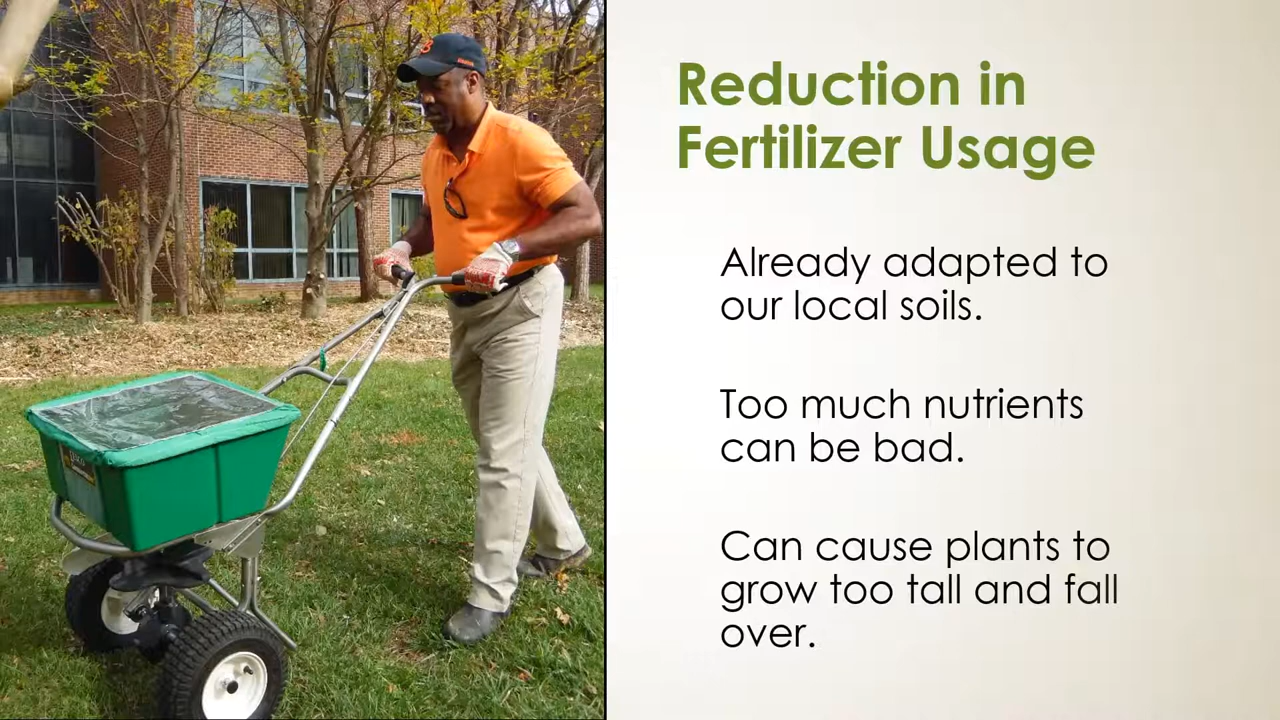 Reduction in
Fertilizer Usage
Already adapted to
our local soils.
Too much nutrients
can be bad.
Can cause plants to
grow too tall and fall
over.